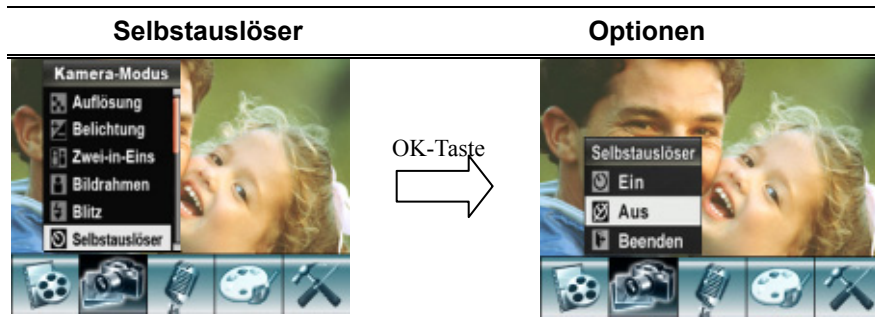 Selbstauslöser
Optionen
Kamera-Modus
Auflösung
Belichtung
Zwei-in-Eins
Bildrahmen
Blitz
Selbstauslöser
OK-Taste
Selbstauslöser
Ein
Aus
Beenden